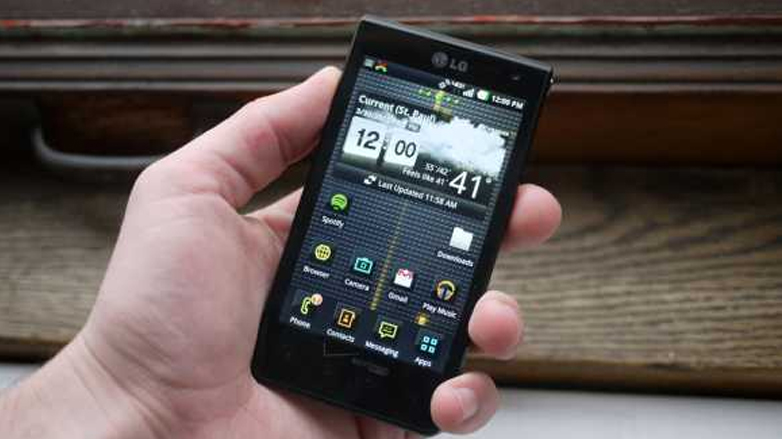 LG
12:00 PM
Current (St. Paul)
12 00
PM
55°/42°
Feels like 41°
41°
Last Updated 11:58 AM
Spotify
Downloads
Browser
Camera
Gmail
Play Music
Phone
Contacts
Messaging
Apps